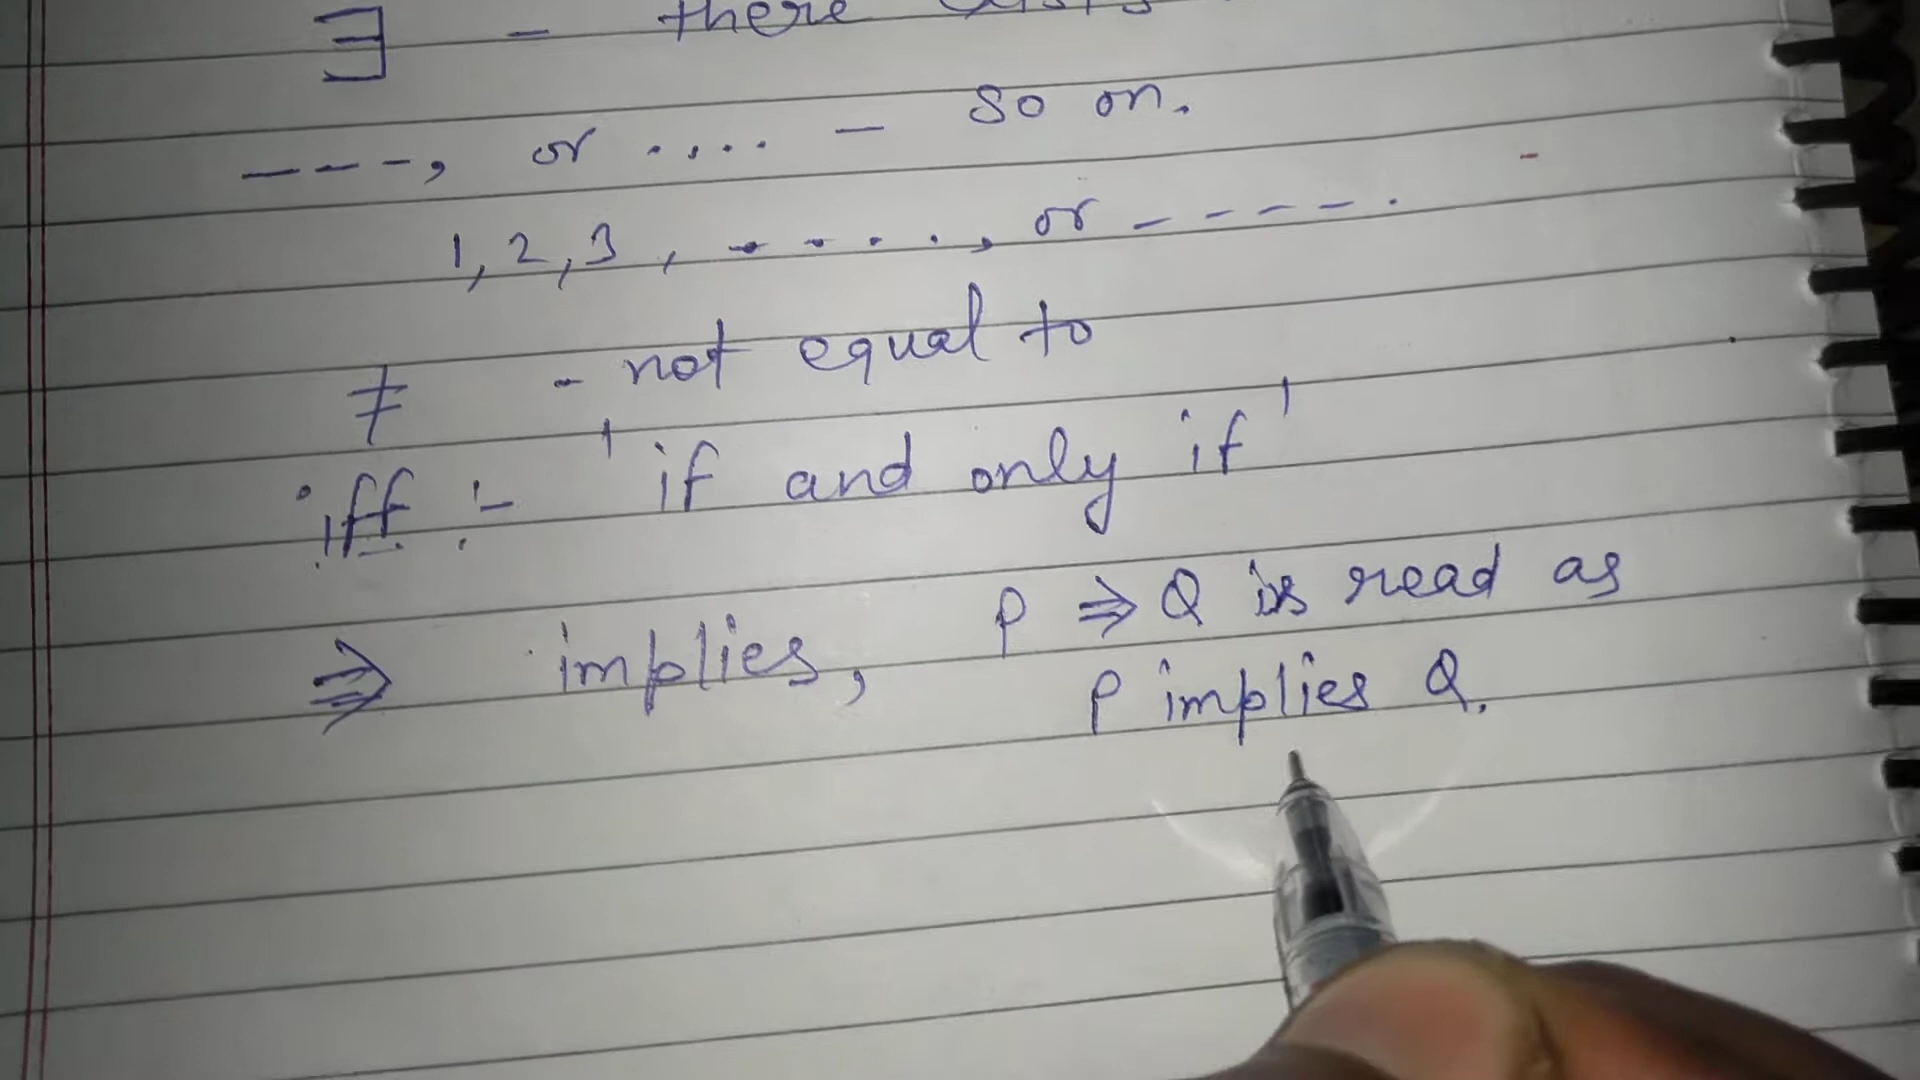 ∃ - there exists
---, or .... - so on.
1, 2, 3, ....., or -----.
≠ - not equal to
iff :- 'if and only if'
⇒ implies, P ⇒ Q is read as
P implies Q.